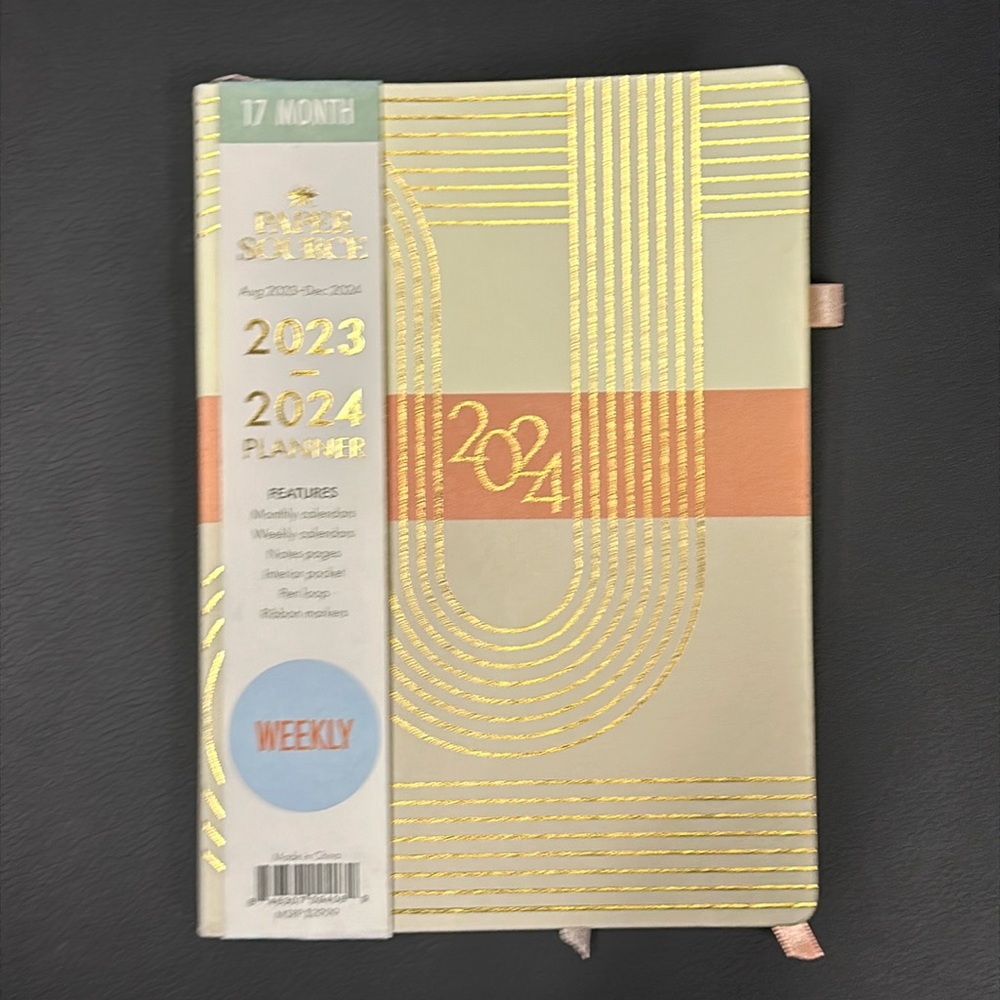 17 MONTH
PAPER
SOURCE
Aug 2023-Dec 2024
2023
–
2024
PLANNER
FEATURES
Monthly calendars
Weekly calendars
Notes pages
Interior pocket
Pen loop
Ribbon markers
WEEKLY
Made in China
2024